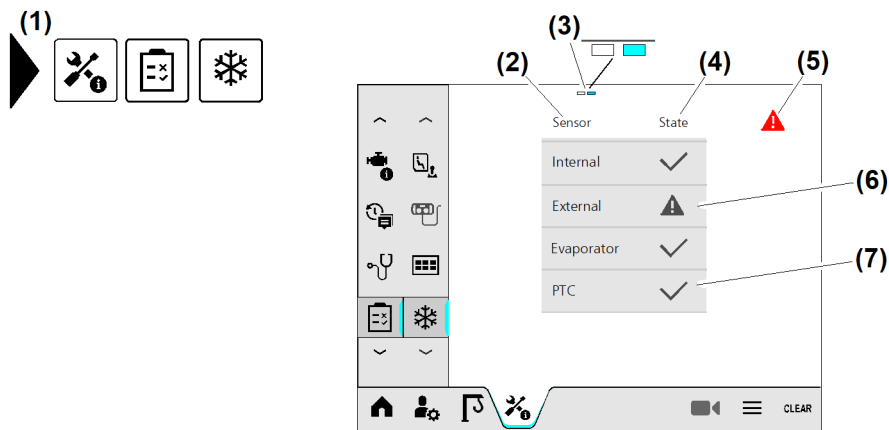 (1)
(3)
(2)
(4)
(5)
Sensor State
Internal
External
(6)
Evaporator
(7)
PTC
CLEAR